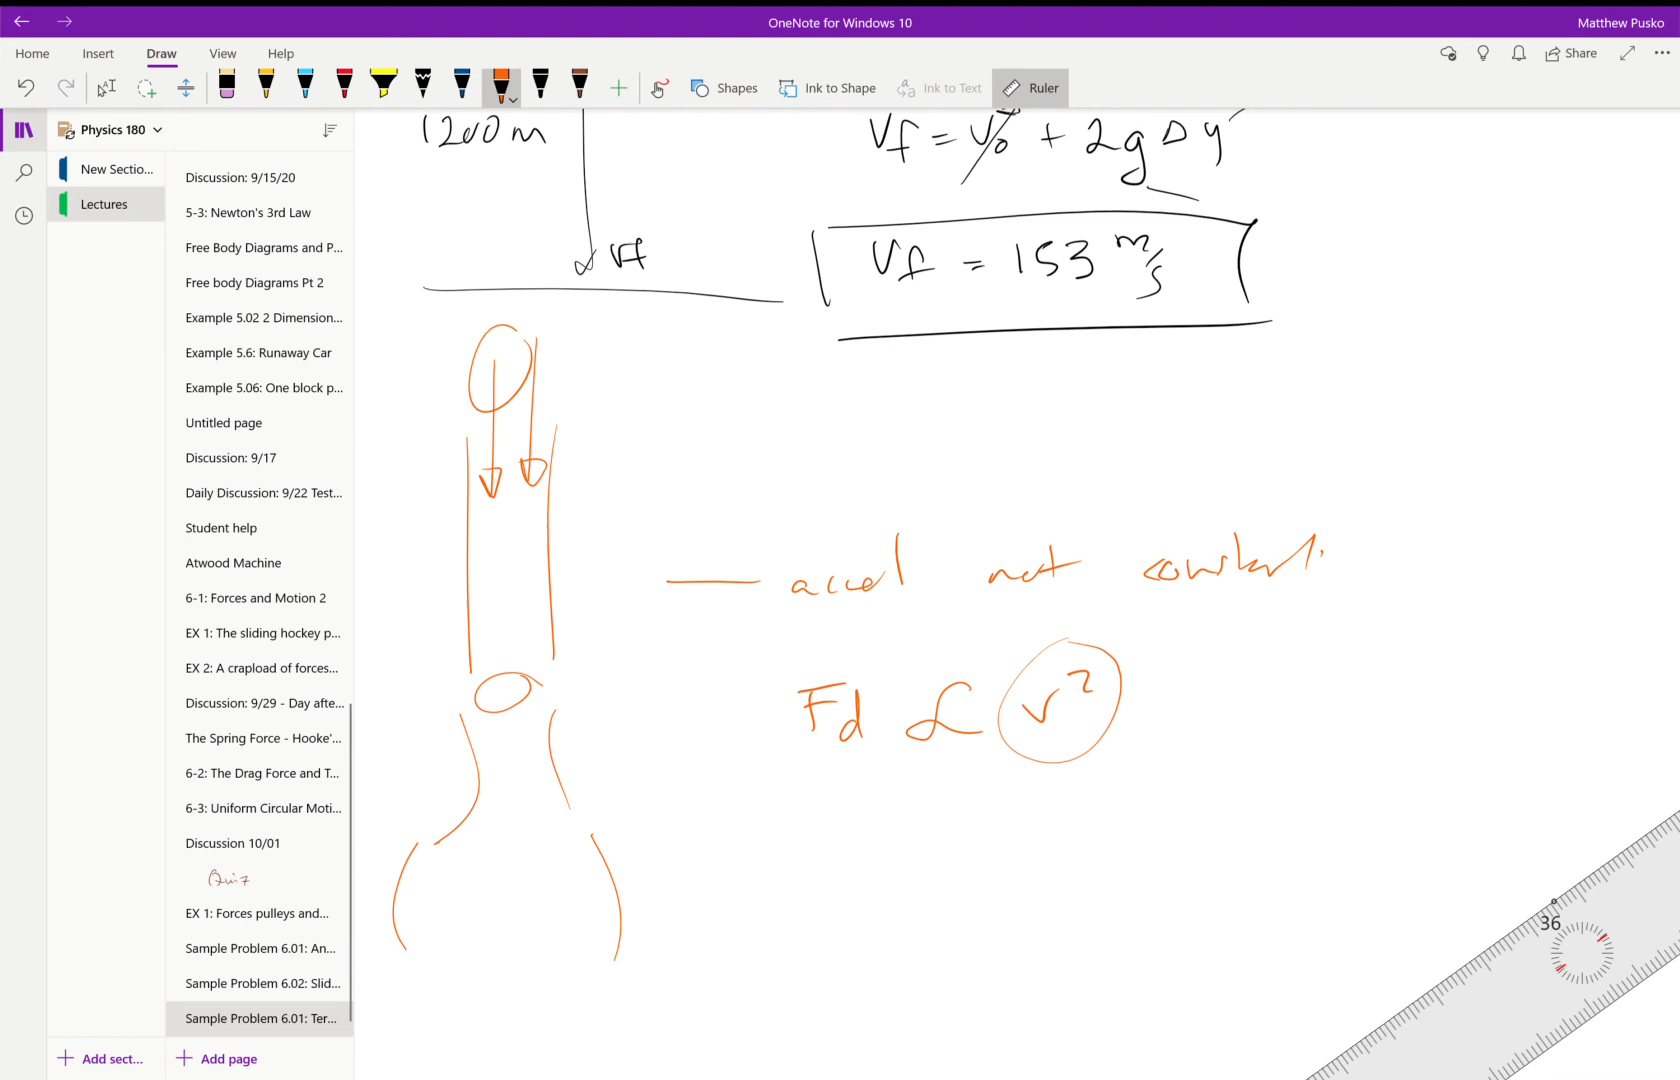 OneNote for Windows 10
Matthew Pusko
Home Insert Draw View Help
Share
Shapes Ink to Shape Ink to Text Ruler
Physics 180
New Sectio...
Lectures
Discussion: 9/15/20
5-3: Newton's 3rd Law
Free Body Diagrams and P...
Free body Diagrams Pt 2
Example 5.02 2 Dimension...
Example 5.6: Runaway Car
Example 5.06: One block p...
Untitled page
Discussion: 9/17
Daily Discussion: 9/22 Test...
Student help
Atwood Machine
6-1: Forces and Motion 2
EX 1: The sliding hockey p...
EX 2: A crapload of forces...
Discussion: 9/29 - Day afte...
The Spring Force - Hooke'...
6-2: The Drag Force and T...
6-3: Uniform Circular Moti...
Discussion 10/01
Quiz
EX 1: Forces pulleys and...
Sample Problem 6.01: An...
Sample Problem 6.02: Slid...
Sample Problem 6.01: Ter...
Add sect...
Add page
1200 m
Vf = V₀ + 2gΔy
Vf
Vf = 153 m/s
accel not constant
Fd ∝ v²
36